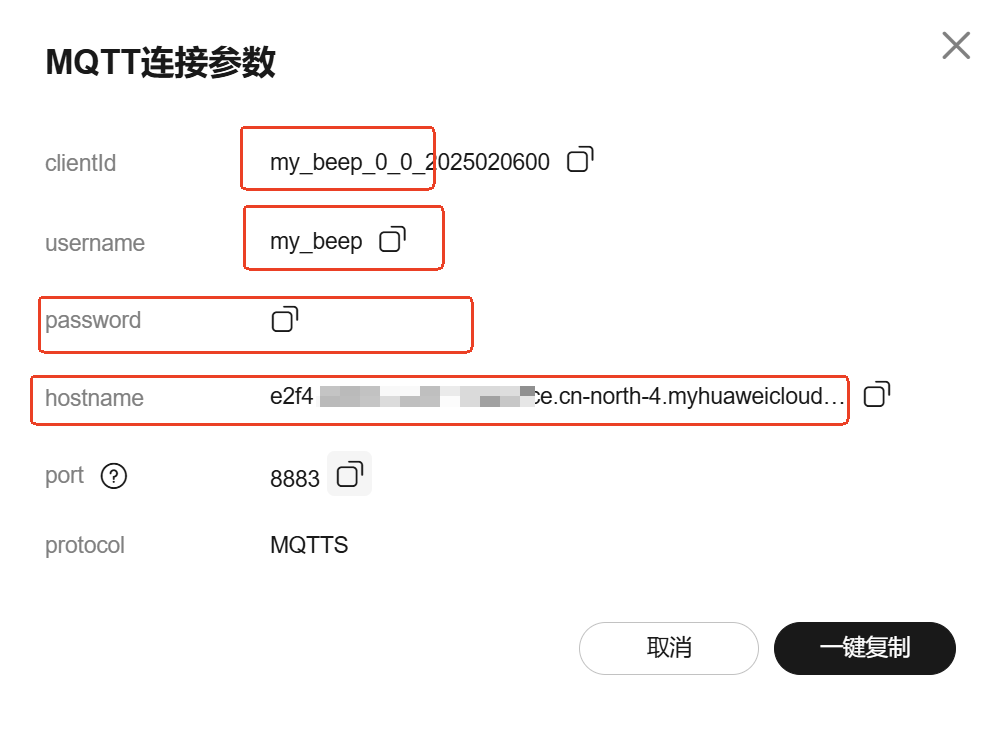 MQTT连接参数
clientId my_beep_0_0_2025020600
username my_beep
password
hostname e2f4 ce.cn-north-4.myhuaweicloud...
port ? 8883
protocol MQTTS
取消 一键复制